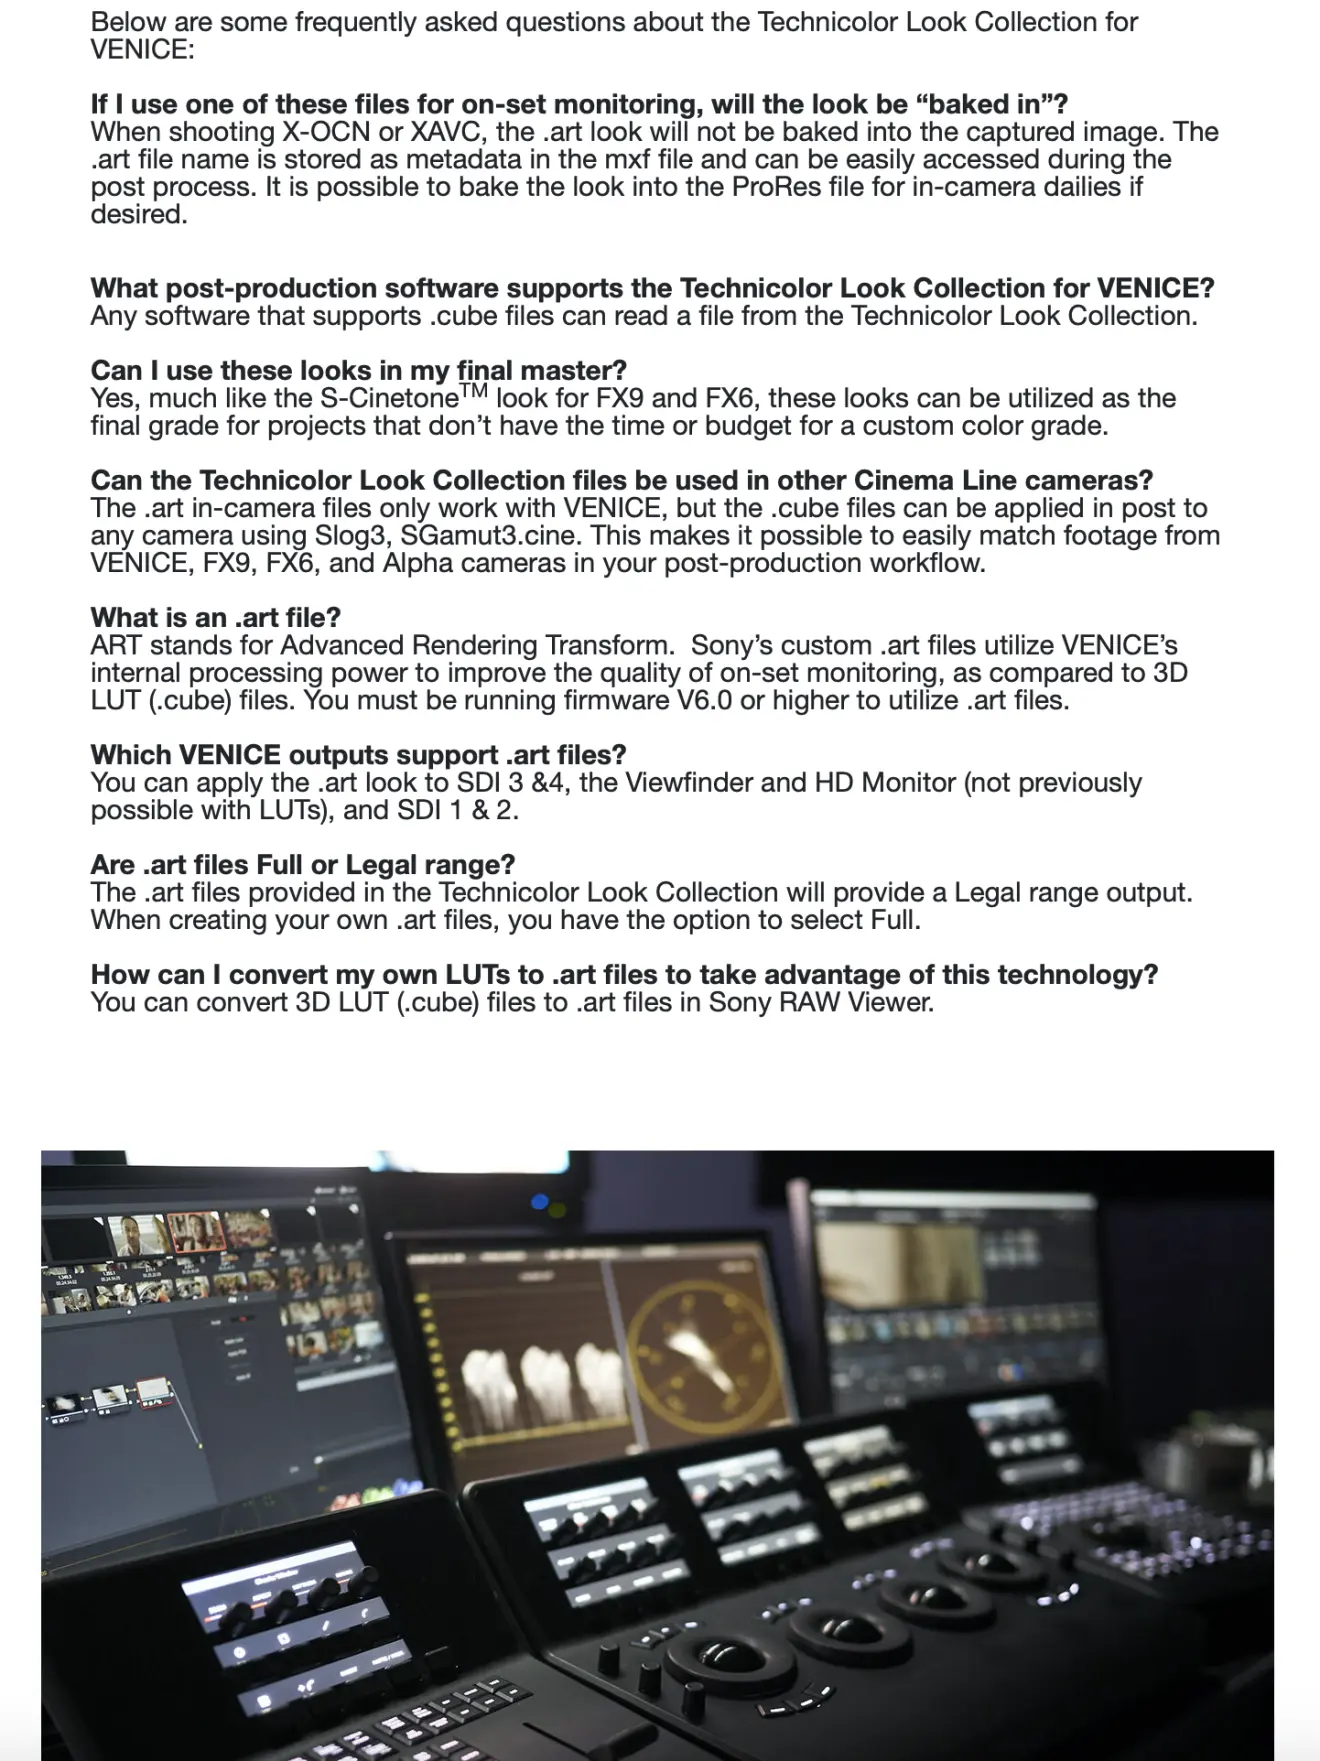 Below are some frequently asked questions about the Technicolor Look Collection for
VENICE:
If I use one of these files for on-set monitoring, will the look be “baked in”?
When shooting X-OCN or XAVC, the .art look will not be baked into the captured image. The
.art file name is stored as metadata in the mxf file and can be easily accessed during the
post process. It is possible to bake the look into the ProRes file for in-camera dailies if
desired.
What post-production software supports the Technicolor Look Collection for VENICE?
Any software that supports .cube files can read a file from the Technicolor Look Collection.
Can I use these looks in my final master?
Yes, much like the S-Cinetone™ look for FX9 and FX6, these looks can be utilized as the
final grade for projects that don’t have the time or budget for a custom color grade.
Can the Technicolor Look Collection files be used in other Cinema Line cameras?
The .art in-camera files only work with VENICE, but the .cube files can be applied in post to
any camera using Slog3, SGamut3.cine. This makes it possible to easily match footage from
VENICE, FX9, FX6, and Alpha cameras in your post-production workflow.
What is an .art file?
ART stands for Advanced Rendering Transform.  Sony’s custom .art files utilize VENICE’s
internal processing power to improve the quality of on-set monitoring, as compared to 3D
LUT (.cube) files. You must be running firmware V6.0 or higher to utilize .art files.
Which VENICE outputs support .art files?
You can apply the .art look to SDI 3 &4, the Viewfinder and HD Monitor (not previously
possible with LUTs), and SDI 1 & 2.
Are .art files Full or Legal range?
The .art files provided in the Technicolor Look Collection will provide a Legal range output.
When creating your own .art files, you have the option to select Full.
How can I convert my own LUTs to .art files to take advantage of this technology?
You can convert 3D LUT (.cube) files to .art files in Sony RAW Viewer.